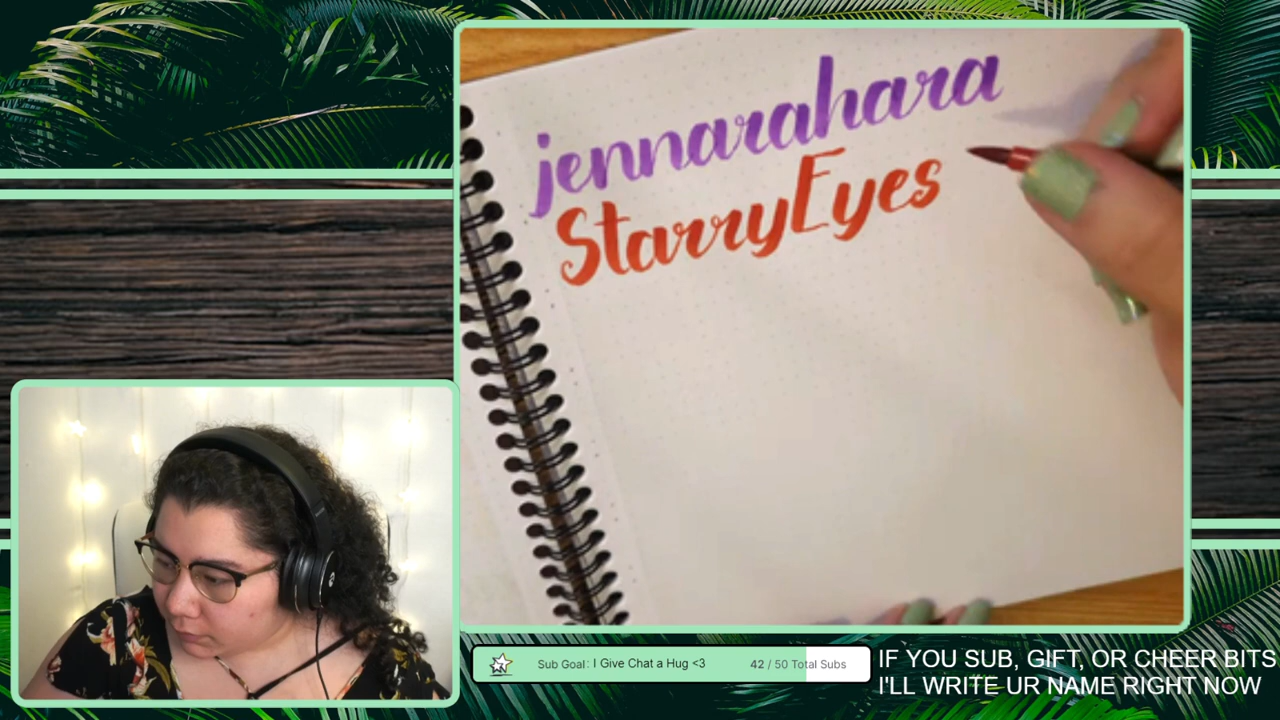 jennarahara
StarryEyes
Sub Goal: I Give Chat a Hug <3 42 / 50 Total Subs
IF YOU SUB, GIFT, OR CHEER BITS
I'LL WRITE UR NAME RIGHT NOW